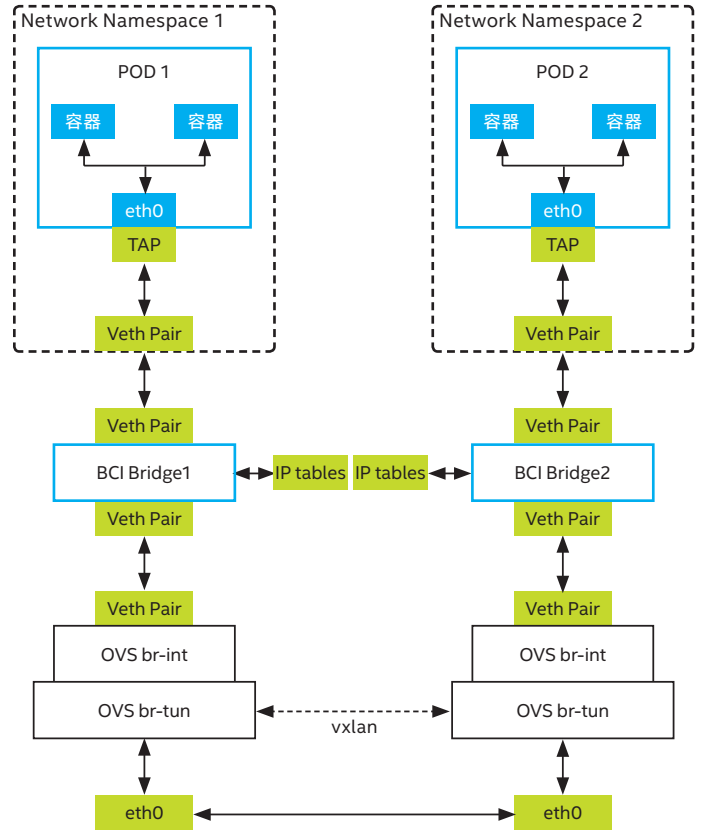 Network Namespace 1
Network Namespace 2
POD 1
POD 2
容器
容器
容器
容器
eth0
eth0
TAP
TAP
Veth Pair
Veth Pair
Veth Pair
Veth Pair
BCI Bridge1
IP tables
IP tables
BCI Bridge2
Veth Pair
Veth Pair
Veth Pair
Veth Pair
OVS br-int
OVS br-int
OVS br-tun
OVS br-tun
vxlan
eth0
eth0